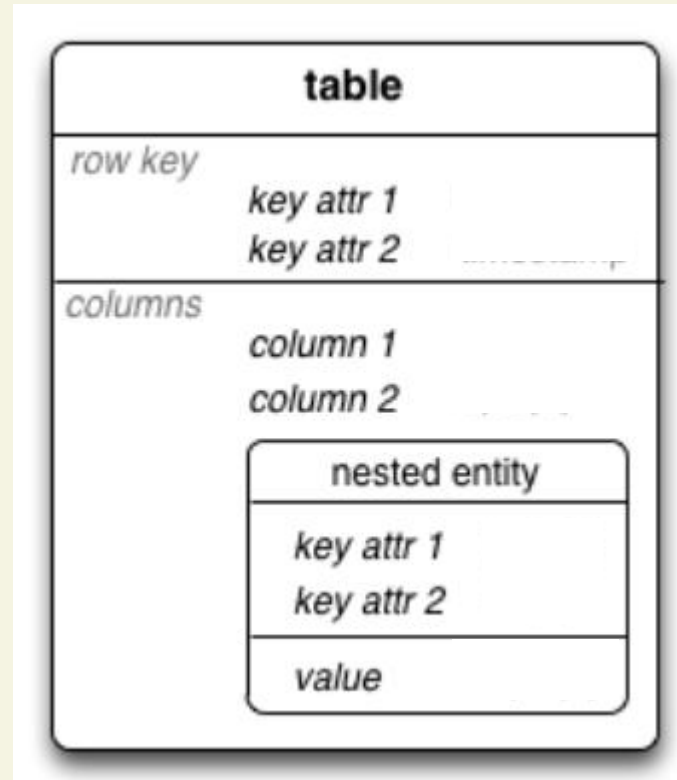 table
row key
key attr 1
key attr 2
columns
column 1
column 2
nested entity
key attr 1
key attr 2
value